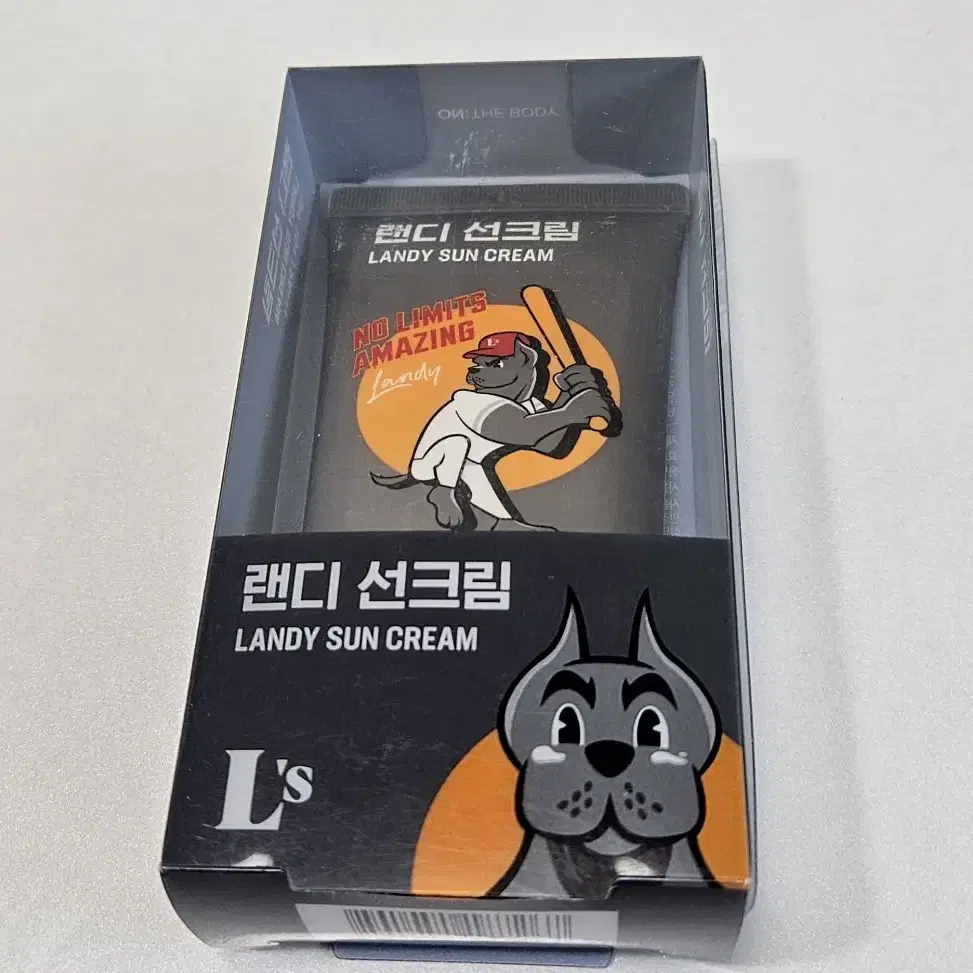 ON: THE BODY
랜디 선크림
LANDY SUN CREAM
NO LIMITS
AMAZING
Landy
L's
랜디 선크림
LANDY SUN CREAM
L's